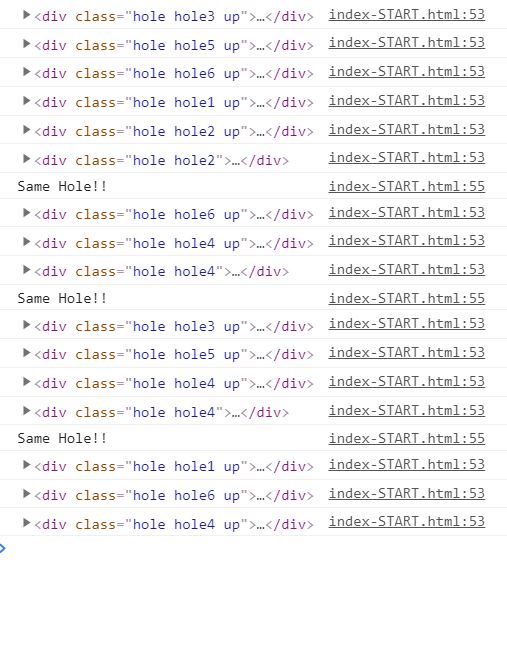 <div class="hole hole3 up">…</div> index-START.html:53
<div class="hole hole5 up">…</div> index-START.html:53
<div class="hole hole6 up">…</div> index-START.html:53
<div class="hole hole1 up">…</div> index-START.html:53
<div class="hole hole2 up">…</div> index-START.html:53
<div class="hole hole2">…</div> index-START.html:53
Same Hole!! index-START.html:55
<div class="hole hole6 up">…</div> index-START.html:53
<div class="hole hole4 up">…</div> index-START.html:53
<div class="hole hole4">…</div> index-START.html:53
Same Hole!! index-START.html:55
<div class="hole hole3 up">…</div> index-START.html:53
<div class="hole hole5 up">…</div> index-START.html:53
<div class="hole hole4 up">…</div> index-START.html:53
<div class="hole hole4">…</div> index-START.html:53
Same Hole!! index-START.html:55
<div class="hole hole1 up">…</div> index-START.html:53
<div class="hole hole6 up">…</div> index-START.html:53
<div class="hole hole4 up">…</div> index-START.html:53